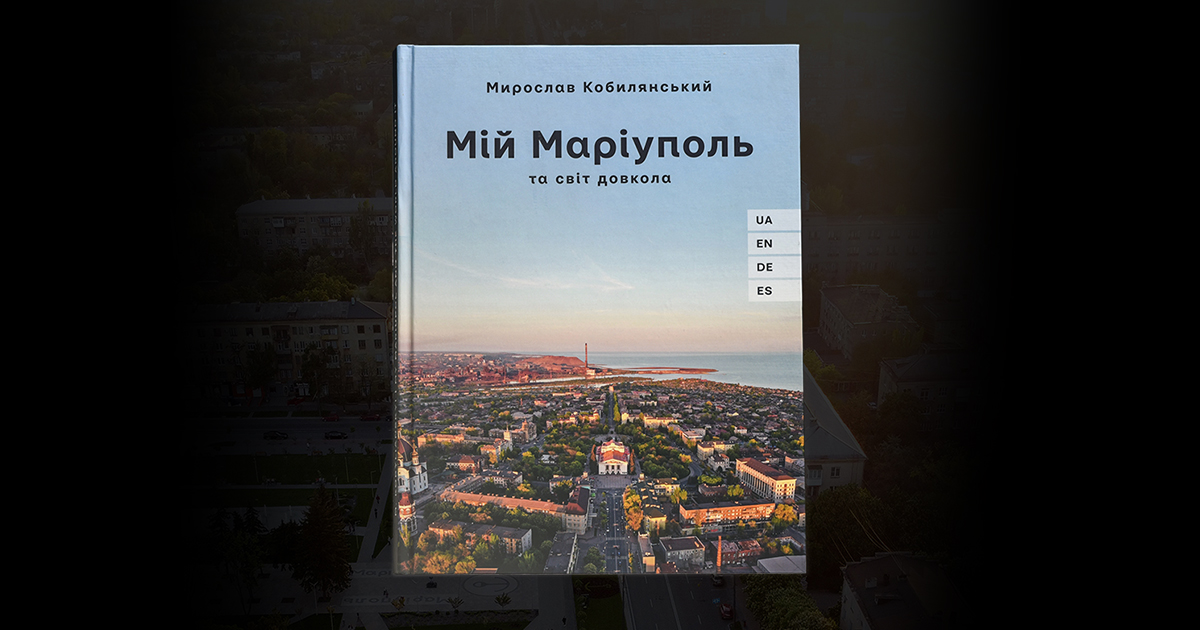 Мирослав Кобилянський
Мій Маріуполь
та світ довкола
UA
EN
DE
ES